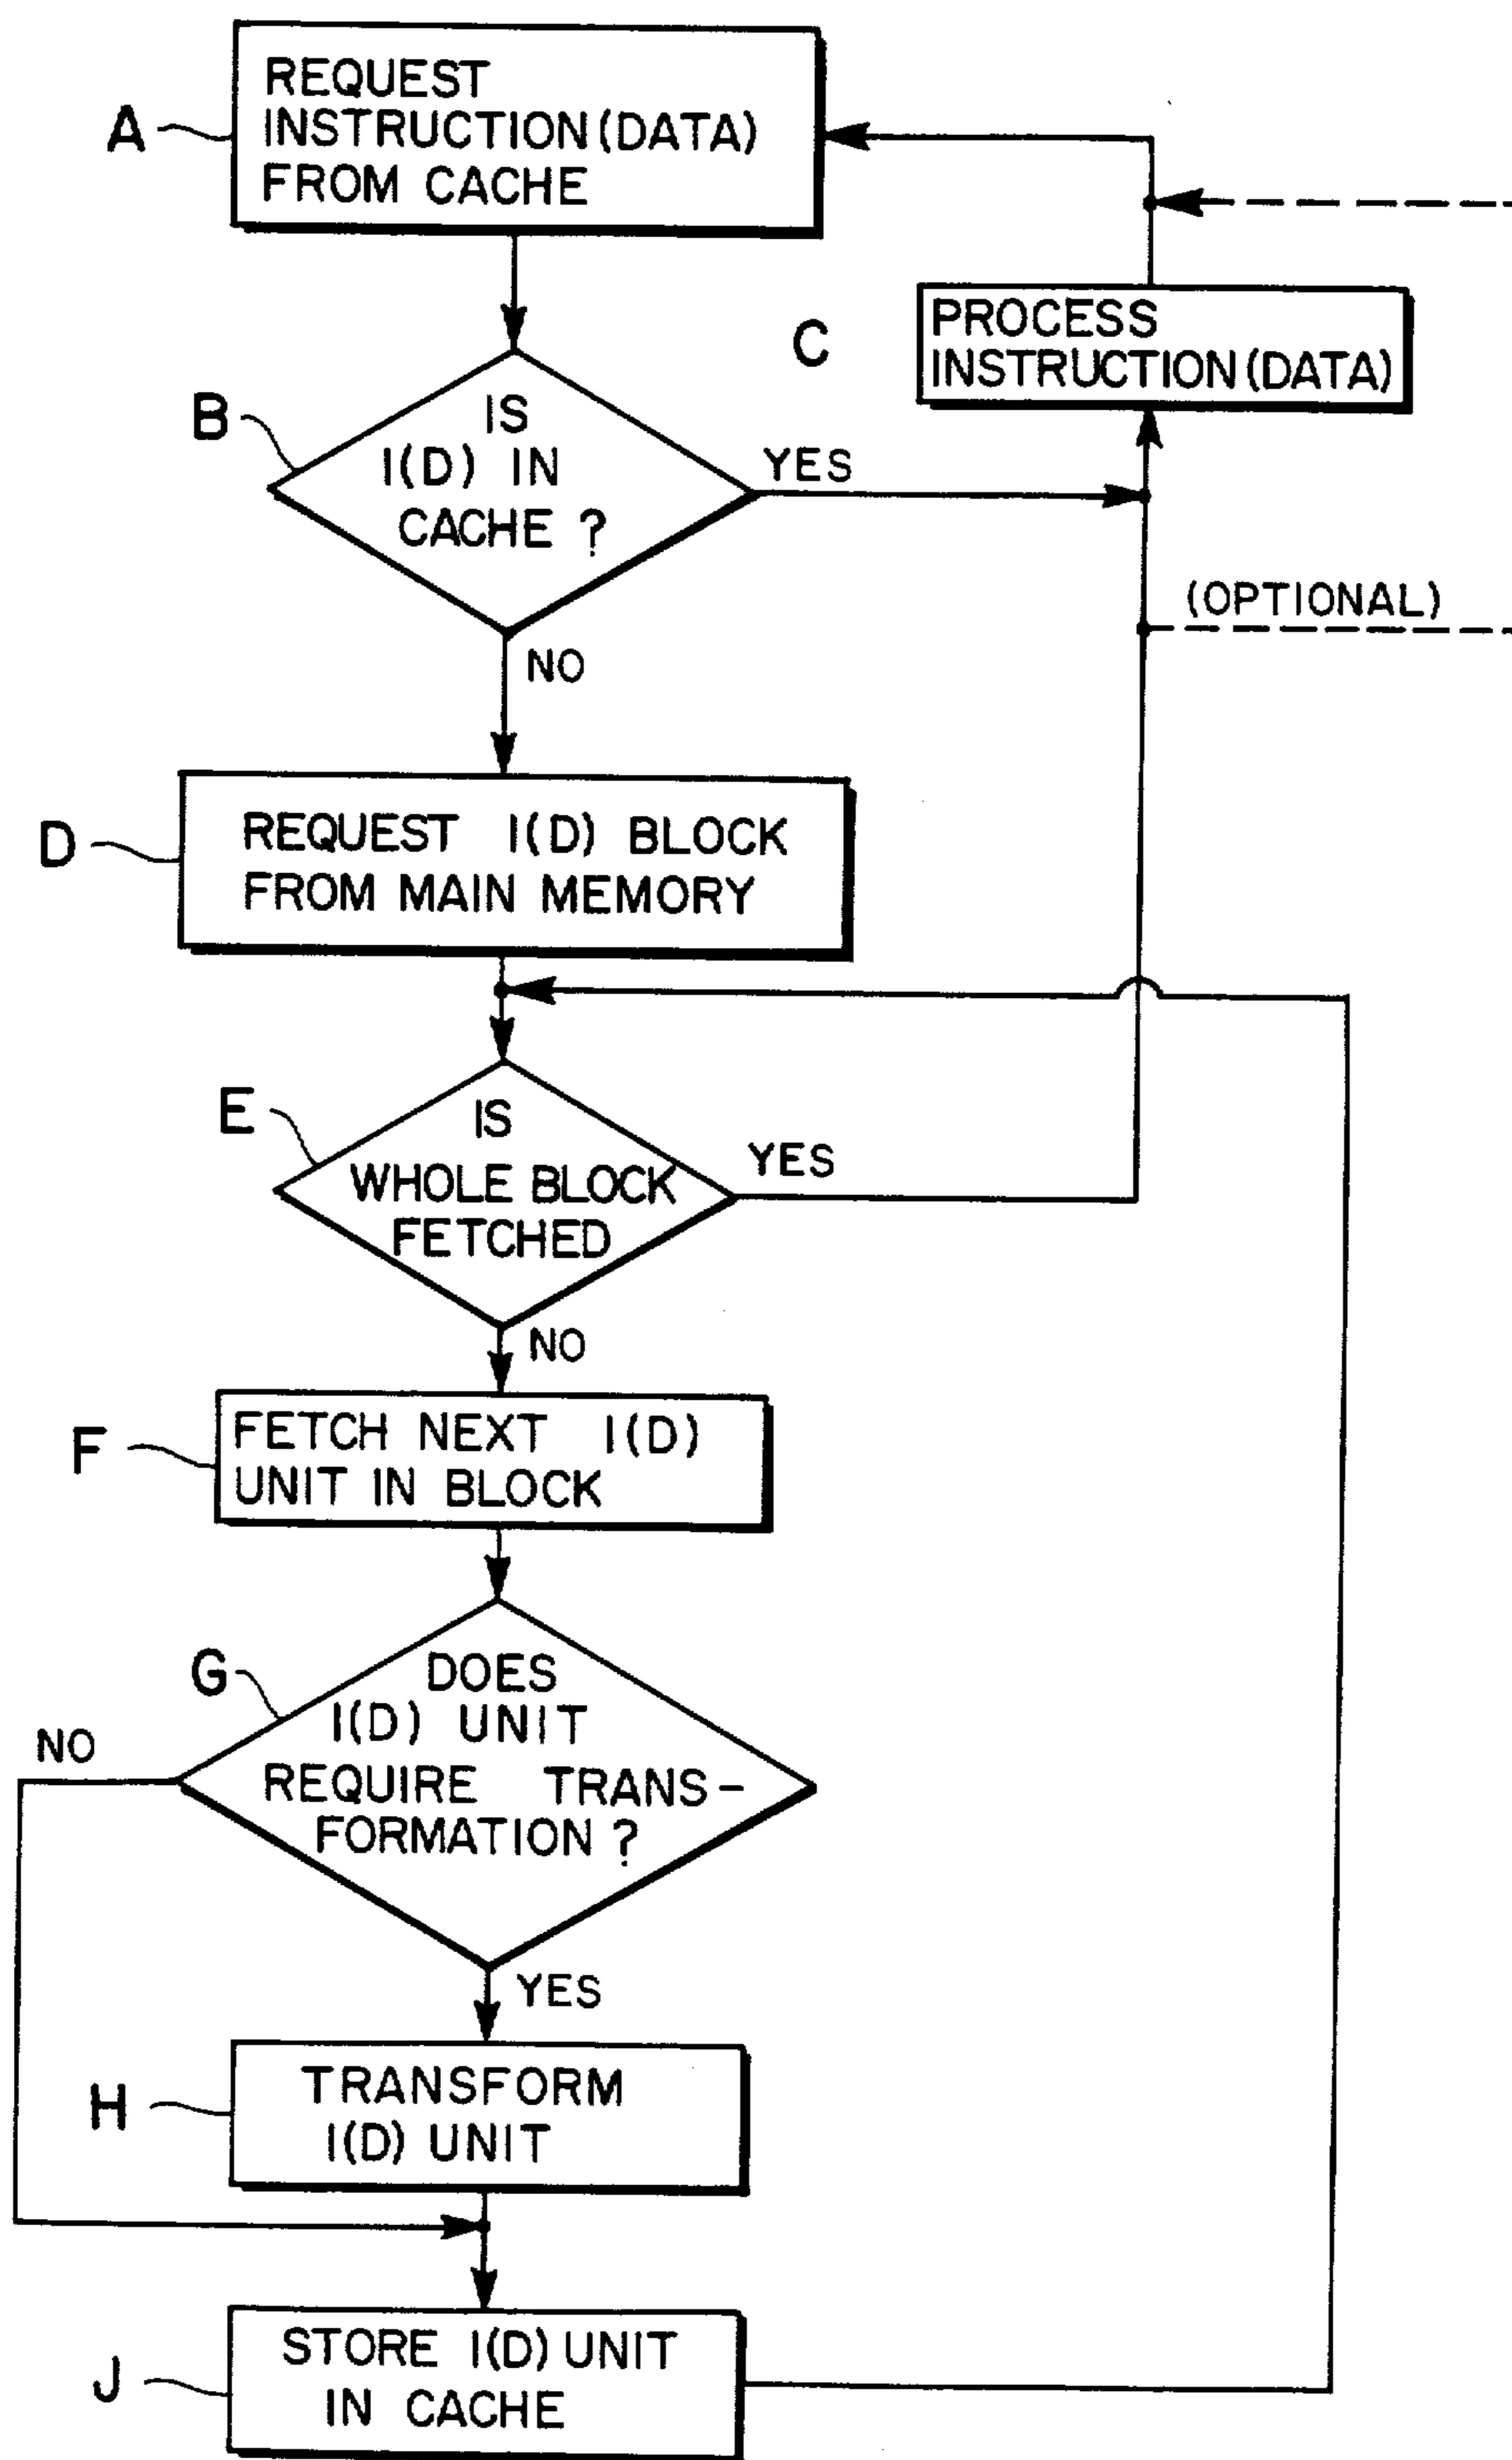 A
REQUEST
INSTRUCTION(DATA)
FROM CACHE
C
PROCESS
INSTRUCTION(DATA)
B
IS
I(D) IN
CACHE ?
YES
(OPTIONAL)
NO
D
REQUEST I(D) BLOCK
FROM MAIN MEMORY
E
IS
WHOLE BLOCK
FETCHED
YES
NO
F
FETCH NEXT I(D)
UNIT IN BLOCK
G
DOES
I(D) UNIT
REQUIRE TRANS-
FORMATION ?
NO
YES
H
TRANSFORM
I(D) UNIT
J
STORE I(D) UNIT
IN CACHE